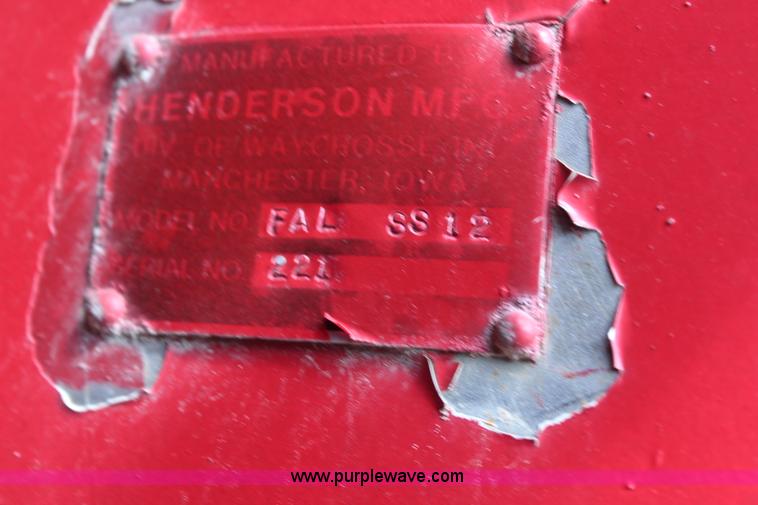 MANUFACTURED BY
HENDERSON MFG
DIV. OF WAYCROSSE INC
MANCHESTER, IOWA
MODEL NO. FAL SS 12
SERIAL NO. 221
www.purplewave.com